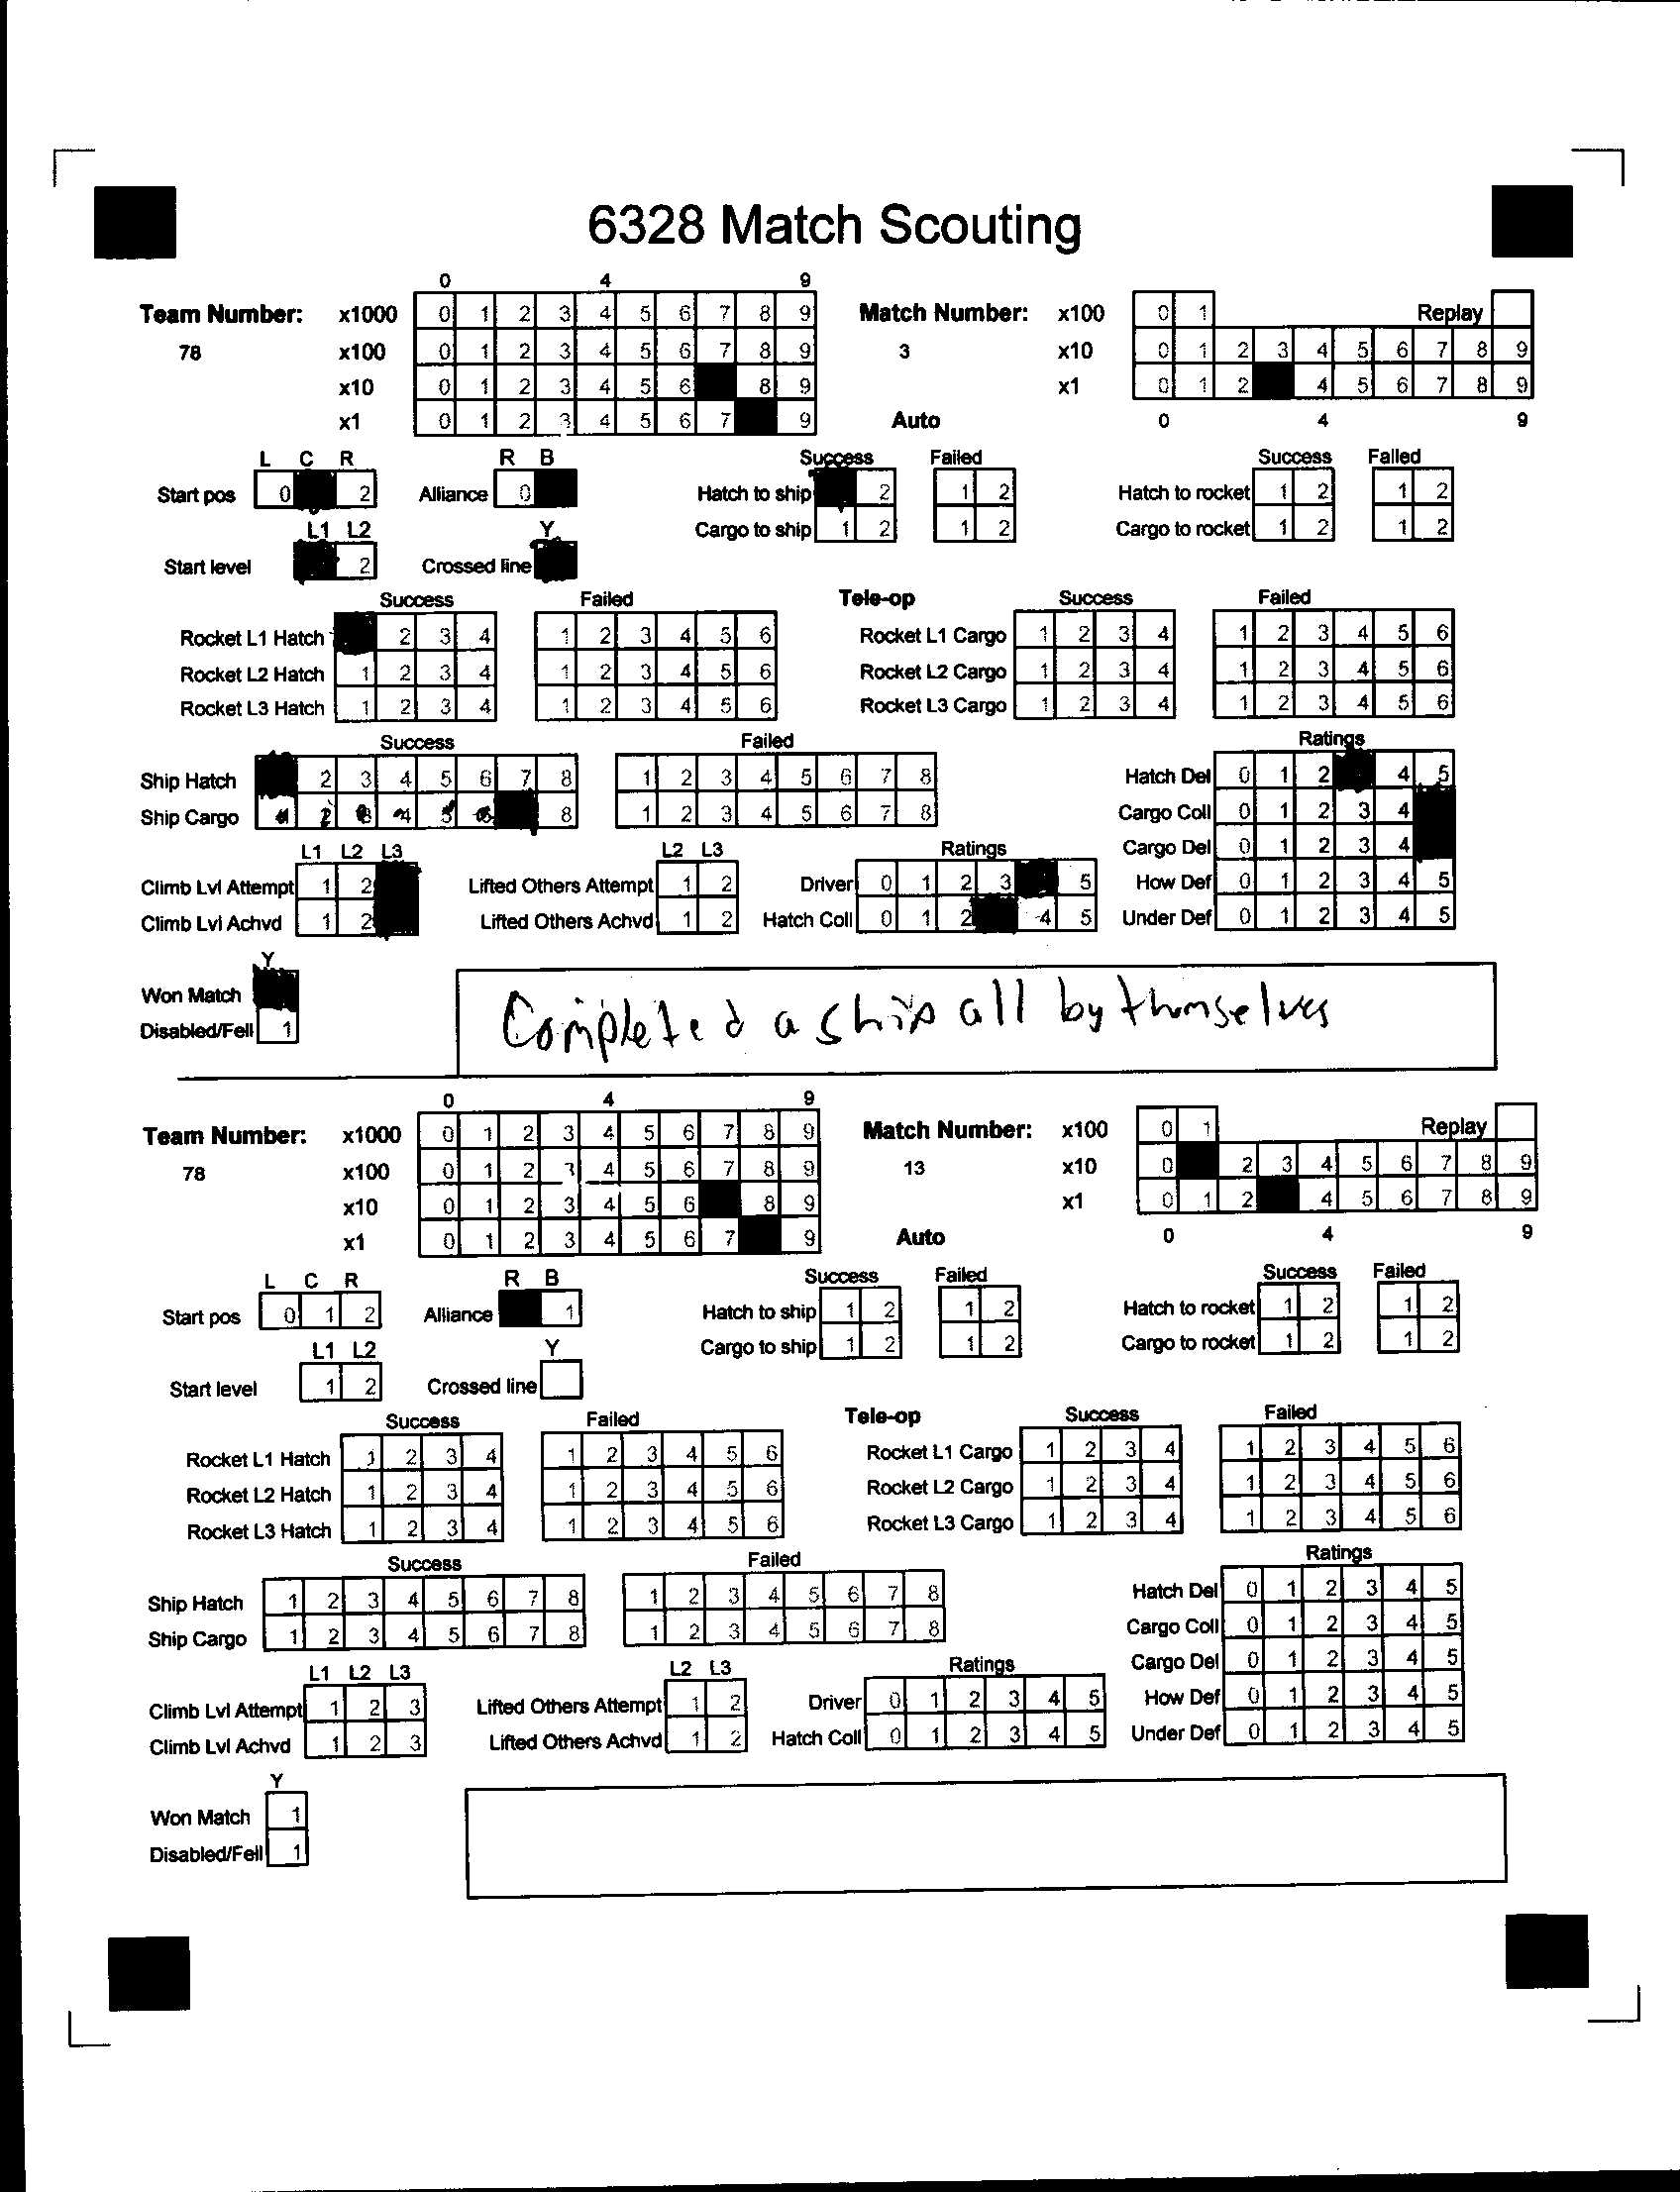 6328 Match Scouting
0 4 9
Team Number: x1000 0 1 2 3 4 5 6 7 8 9 Match Number: x100 0 1 Replay
78 x100 0 1 2 3 4 5 6 7 8 9 3 x10 0 1 2 3 4 5 6 7 8 9
x10 0 1 2 3 4 5 6 8 9 x1 0 1 2 4 5 6 7 8 9
x1 0 1 2 3 4 5 6 7 9 Auto 0 4 9
L C R R B Success Failed Success Failed
Start pos 0 2 Alliance 0 Hatch to ship 2 1 2 Hatch to rocket 1 2 1 2
L1 L2 Y Cargo to ship 1 2 1 2 Cargo to rocket 1 2 1 2
Start level 2 Crossed line
Success Failed Tele-op Success Failed
Rocket L1 Hatch 2 3 4 1 2 3 4 5 6 Rocket L1 Cargo 1 2 3 4 1 2 3 4 5 6
Rocket L2 Hatch 1 2 3 4 1 2 3 4 5 6 Rocket L2 Cargo 1 2 3 4 1 2 3 4 5 6
Rocket L3 Hatch 1 2 3 4 1 2 3 4 5 6 Rocket L3 Cargo 1 2 3 4 1 2 3 4 5 6
Success Failed Ratings
Ship Hatch 2 3 4 5 6 7 8 1 2 3 4 5 6 7 8 Hatch Del 0 1 2 4 5
Ship Cargo 1 2 3 4 5 6 8 1 2 3 4 5 6 7 8 Cargo Coll 0 1 2 3 4
L1 L2 L3 L2 L3 Ratings Cargo Del 0 1 2 3 4
Climb Lvl Attempt 1 2 Lifted Others Attempt 1 2 Driver 0 1 2 3 5 How Def 0 1 2 3 4 5
Climb Lvl Achvd 1 2 Lifted Others Achvd 1 2 Hatch Coll 0 1 2 4 5 Under Def 0 1 2 3 4 5
Y
Won Match
Disabled/Fell 1
Completed a ship all by themselves
0 4 9
Team Number: x1000 0 1 2 3 4 5 6 7 8 9 Match Number: x100 0 1 Replay
78 x100 0 1 2 3 4 5 6 7 8 9 13 x10 0 2 3 4 5 6 7 8 9
x10 0 1 2 3 4 5 6 8 9 x1 0 1 2 4 5 6 7 8 9
x1 0 1 2 3 4 5 6 7 9 Auto 0 4 9
L C R R B Success Failed Success Failed
Start pos 0 1 2 Alliance 1 Hatch to ship 1 2 1 2 Hatch to rocket 1 2 1 2
L1 L2 Y Cargo to ship 1 2 1 2 Cargo to rocket 1 2 1 2
Start level 1 2 Crossed line
Success Failed Tele-op Success Failed
Rocket L1 Hatch 1 2 3 4 1 2 3 4 5 6 Rocket L1 Cargo 1 2 3 4 1 2 3 4 5 6
Rocket L2 Hatch 1 2 3 4 1 2 3 4 5 6 Rocket L2 Cargo 1 2 3 4 1 2 3 4 5 6
Rocket L3 Hatch 1 2 3 4 1 2 3 4 5 6 Rocket L3 Cargo 1 2 3 4 1 2 3 4 5 6
Success Failed Ratings
Ship Hatch 1 2 3 4 5 6 7 8 1 2 3 4 5 6 7 8 Hatch Del 0 1 2 3 4 5
Ship Cargo 1 2 3 4 5 6 7 8 1 2 3 4 5 6 7 8 Cargo Coll 0 1 2 3 4 5
L1 L2 L3 L2 L3 Ratings Cargo Del 0 1 2 3 4 5
Climb Lvl Attempt 1 2 3 Lifted Others Attempt 1 2 Driver 0 1 2 3 4 5 How Def 0 1 2 3 4 5
Climb Lvl Achvd 1 2 3 Lifted Others Achvd 1 2 Hatch Coll 0 1 2 3 4 5 Under Def 0 1 2 3 4 5
Y
Won Match 1
Disabled/Fell 1